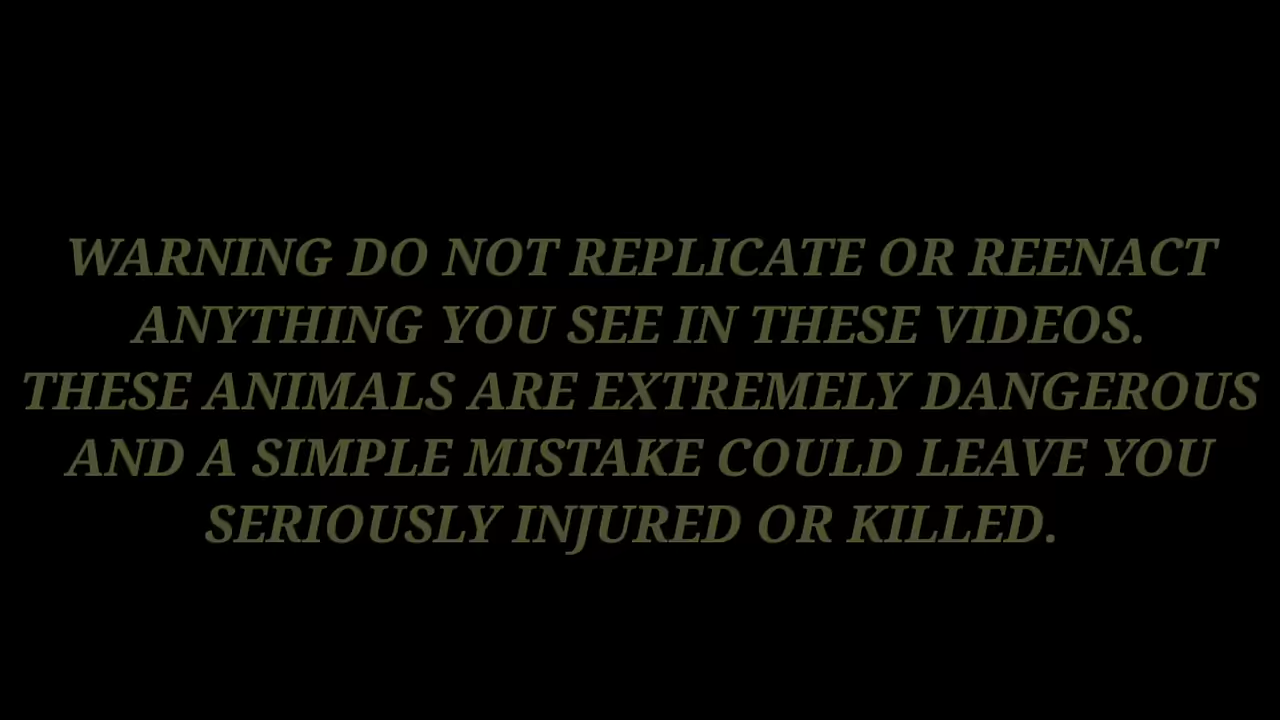 WARNING DO NOT REPLICATE OR REENACT
ANYTHING YOU SEE IN THESE VIDEOS.
THESE ANIMALS ARE EXTREMELY DANGEROUS
AND A SIMPLE MISTAKE COULD LEAVE YOU
SERIOUSLY INJURED OR KILLED.